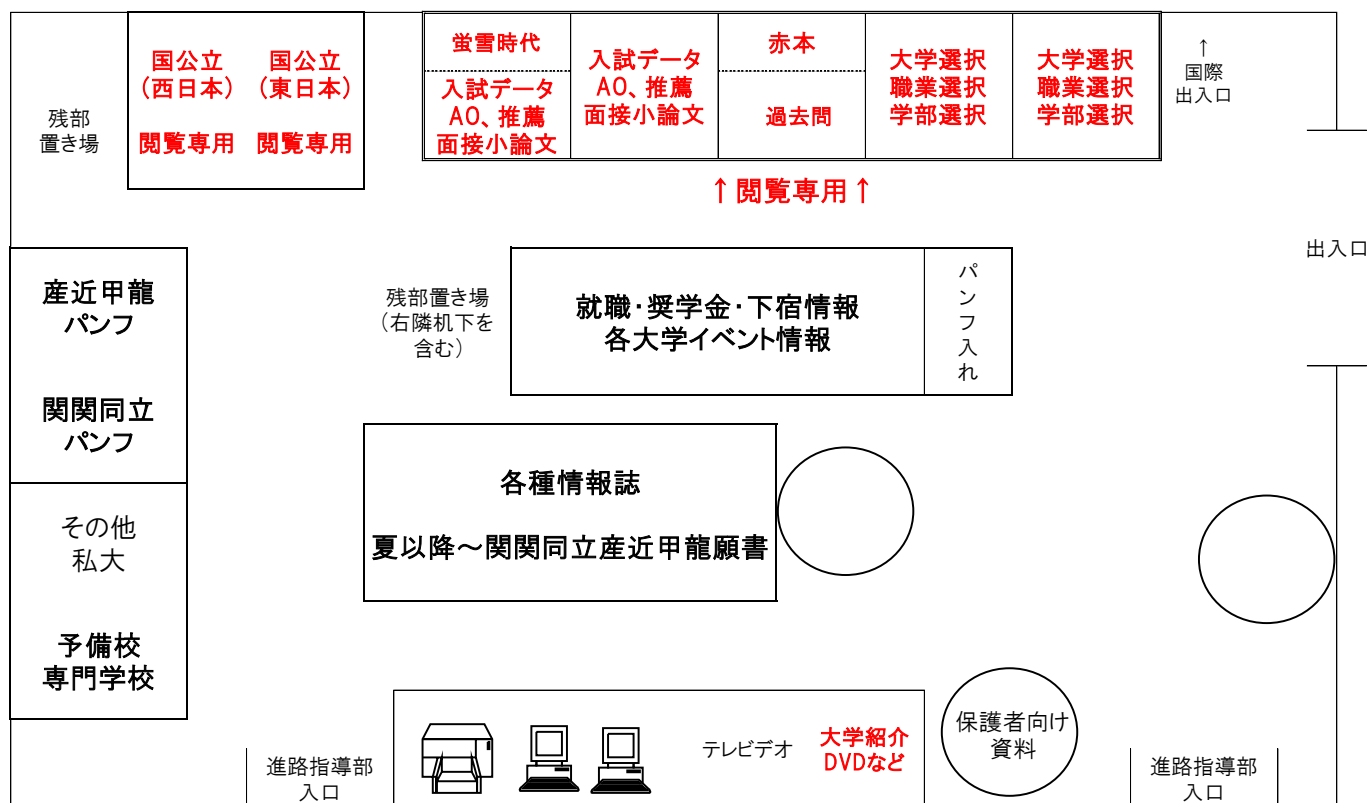 残部
置き場
国公立
(西日本)
閲覧専用
国公立
(東日本)
閲覧専用
蛍雪時代
入試データ
AO、推薦
面接小論文
入試データ
AO、推薦
面接小論文
赤本
過去問
大学選択
職業選択
学部選択
大学選択
職業選択
学部選択
↑
国際
出入口
↑閲覧専用↑
出入口
産近甲龍
パンフ
関関同立
パンフ
その他
私大
予備校
専門学校
残部置き場
(右隣机下を
含む)
就職・奨学金・下宿情報
各大学イベント情報
パンフ入れ
各種情報誌
夏以降~関関同立産近甲龍願書
進路指導部
入口
テレビデオ
大学紹介
DVDなど
保護者向け
資料
進路指導部
入口